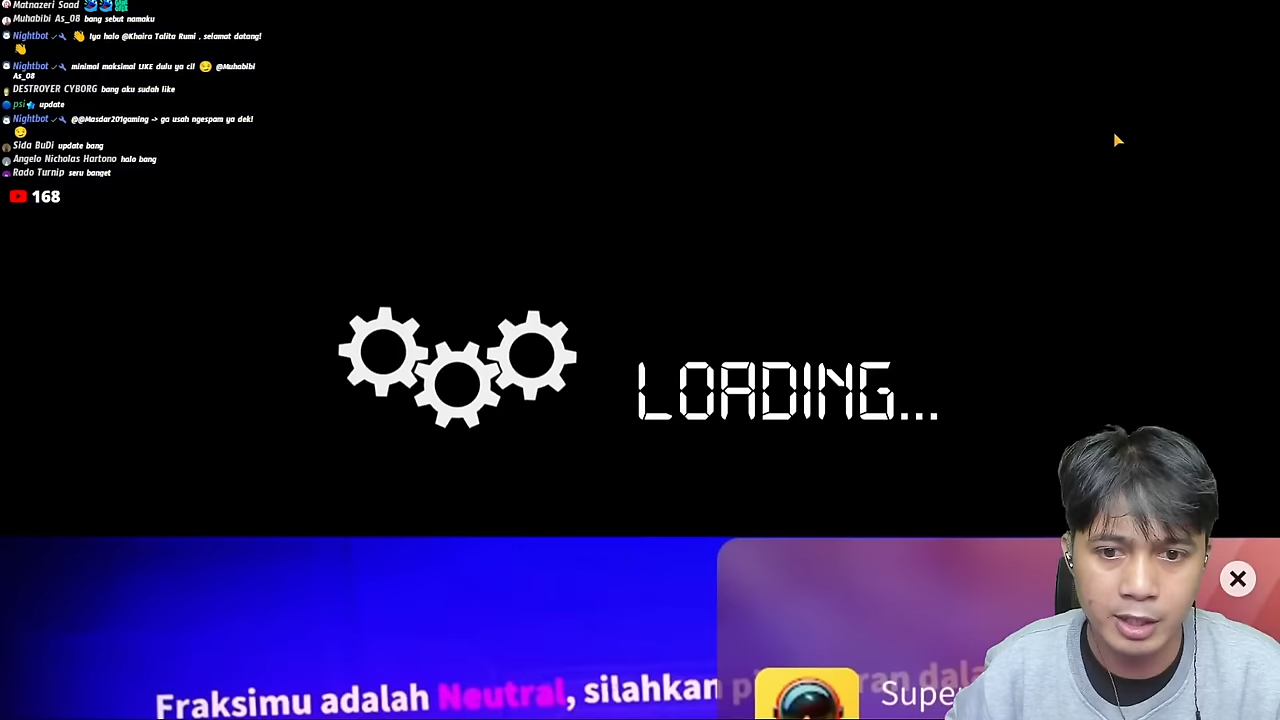 Matnazeri Saad
Muhabibi As_08 bang sebut namaku
Nightbot 👋 Iya halo @Khaira Talita Rumi , selamat datang!
👋
Nightbot minimal maksimal LIKE dulu ya cil 😏 @Muhabibi
As_08
DESTROYER CYBORG bang aku sudah like
psi update
Nightbot @@Masdar201gaming -> ga usah ngespam ya dek!
😏
Sida BuDi update bang
Angelo Nicholas Hartono halo bang
Rado Turnip seru banget
168
LOADING...
Fraksimu adalah Neutral, silahkan
Super